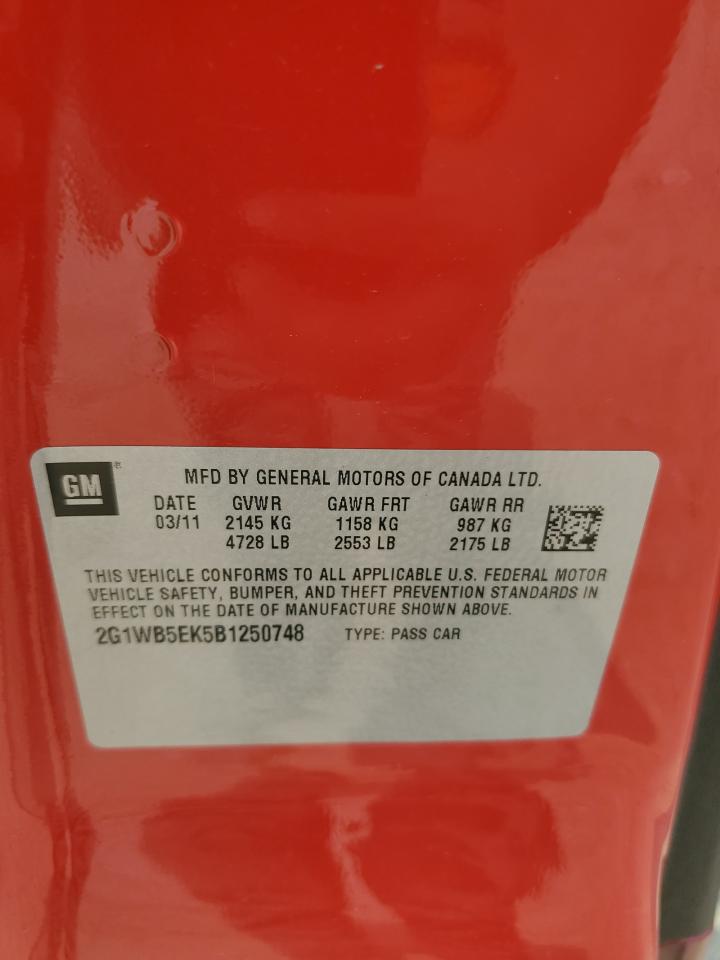 GM
MFD BY GENERAL MOTORS OF CANADA LTD.
DATE GVWR GAWR FRT GAWR RR
03/11 2145 KG 1158 KG 987 KG
4728 LB 2553 LB 2175 LB
THIS VEHICLE CONFORMS TO ALL APPLICABLE U.S. FEDERAL MOTOR
VEHICLE SAFETY, BUMPER, AND THEFT PREVENTION STANDARDS IN
EFFECT ON THE DATE OF MANUFACTURE SHOWN ABOVE.
2G1WB5EK5B1250748 TYPE: PASS CAR